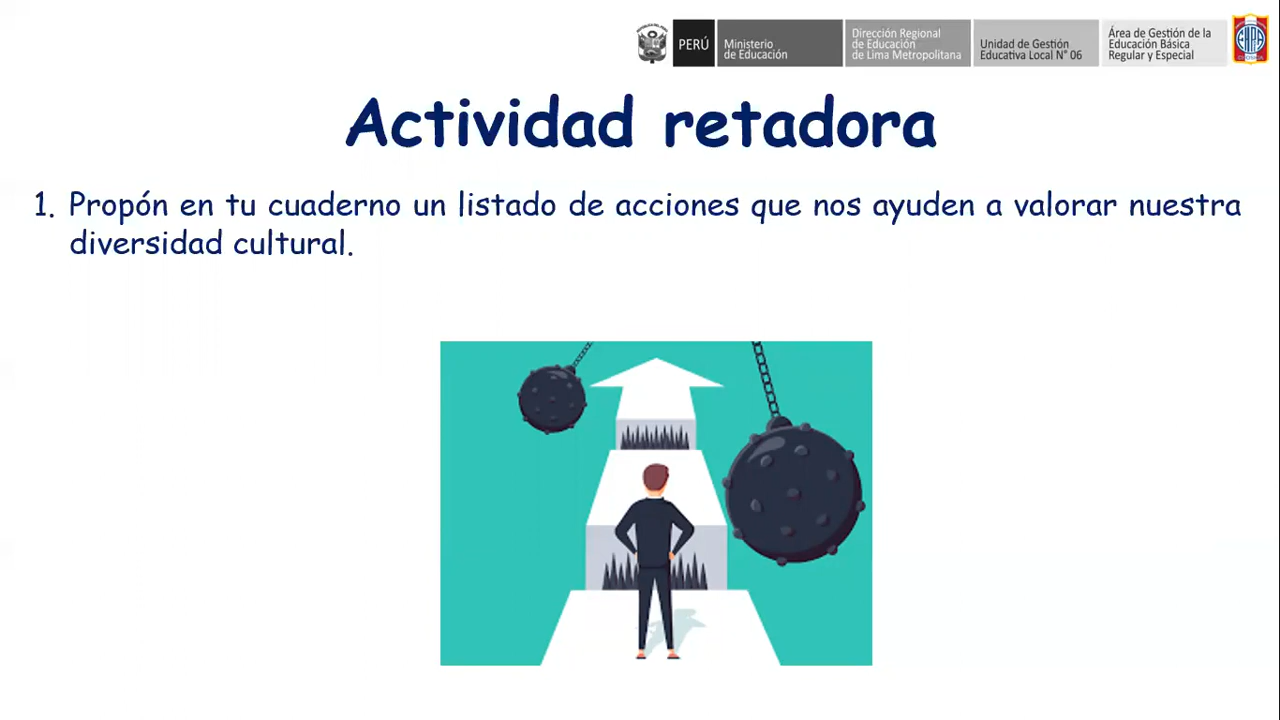 PERÚ
Ministerio
de Educación
Dirección Regional
de Educación
de Lima Metropolitana
Unidad de Gestión
Educativa Local N° 06
Área de Gestión de la
Educación Básica
Regular y Especial
Actividad retadora
1. Propón en tu cuaderno un listado de acciones que nos ayuden a valorar nuestra
diversidad cultural.